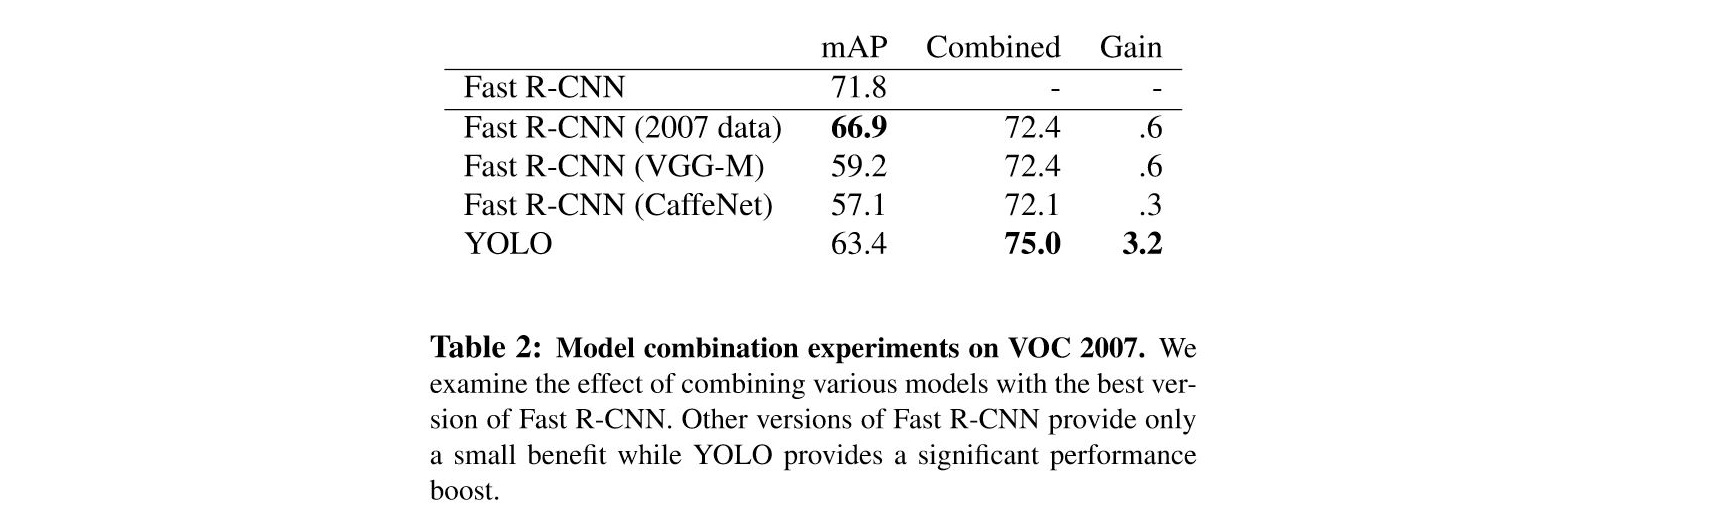 mAP Combined Gain
Fast R-CNN 71.8 - -
Fast R-CNN (2007 data) 66.9 72.4 .6
Fast R-CNN (VGG-M) 59.2 72.4 .6
Fast R-CNN (CaffeNet) 57.1 72.1 .3
YOLO 63.4 75.0 3.2
Table 2: Model combination experiments on VOC 2007. We
examine the effect of combining various models with the best ver-
sion of Fast R-CNN. Other versions of Fast R-CNN provide only
a small benefit while YOLO provides a significant performance
boost.